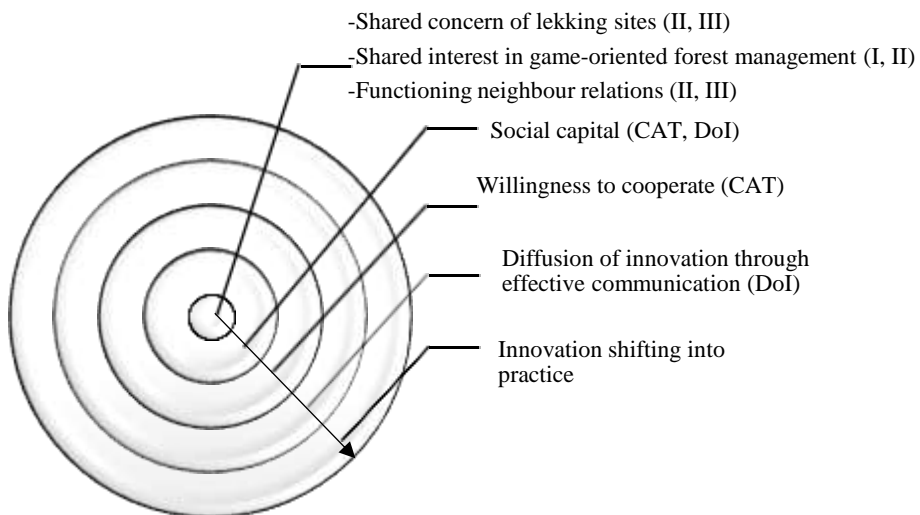 -Shared concern of lekking sites (II, III)
-Shared interest in game-oriented forest management (I, II)
-Functioning neighbour relations (II, III)
Social capital (CAT, DoI)
Willingness to cooperate (CAT)
Diffusion of innovation through
effective communication (DoI)
Innovation shifting into
practice